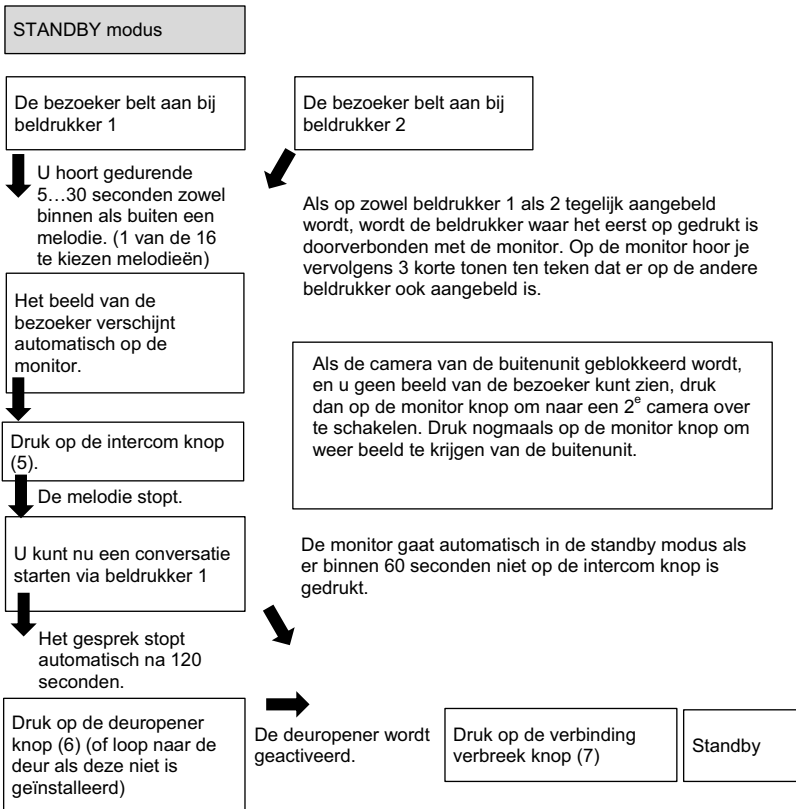 STANDBY modus
De bezoeker belt aan bij
beldrukker 1
De bezoeker belt aan bij
beldrukker 2
U hoort gedurende
5…30 seconden zowel
binnen als buiten een
melodie. (1 van de 16
te kiezen melodieën)
Als op zowel beldrukker 1 als 2 tegelijk aangebeld
wordt, wordt de beldrukker waar het eerst op gedrukt is
doorverbonden met de monitor. Op de monitor hoor je
vervolgens 3 korte tonen ten teken dat er op de andere
beldrukker ook aangebeld is.
Het beeld van de
bezoeker verschijnt
automatisch op de
monitor.
Als de camera van de buitenunit geblokkeerd wordt,
en u geen beeld van de bezoeker kunt zien, druk
dan op de monitor knop om naar een 2e camera over
te schakelen. Druk nogmaals op de monitor knop om
weer beeld te krijgen van de buitenunit.
Druk op de intercom knop
(5).
De melodie stopt.
U kunt nu een conversatie
starten via beldrukker 1
De monitor gaat automatisch in de standby modus als
er binnen 60 seconden niet op de intercom knop is
gedrukt.
Het gesprek stopt
automatisch na 120
seconden.
Druk op de deuropener
knop (6) (of loop naar de
deur als deze niet is
geïnstalleerd)
De deuropener wordt
geactiveerd.
Druk op de verbinding
verbreek knop (7)
Standby